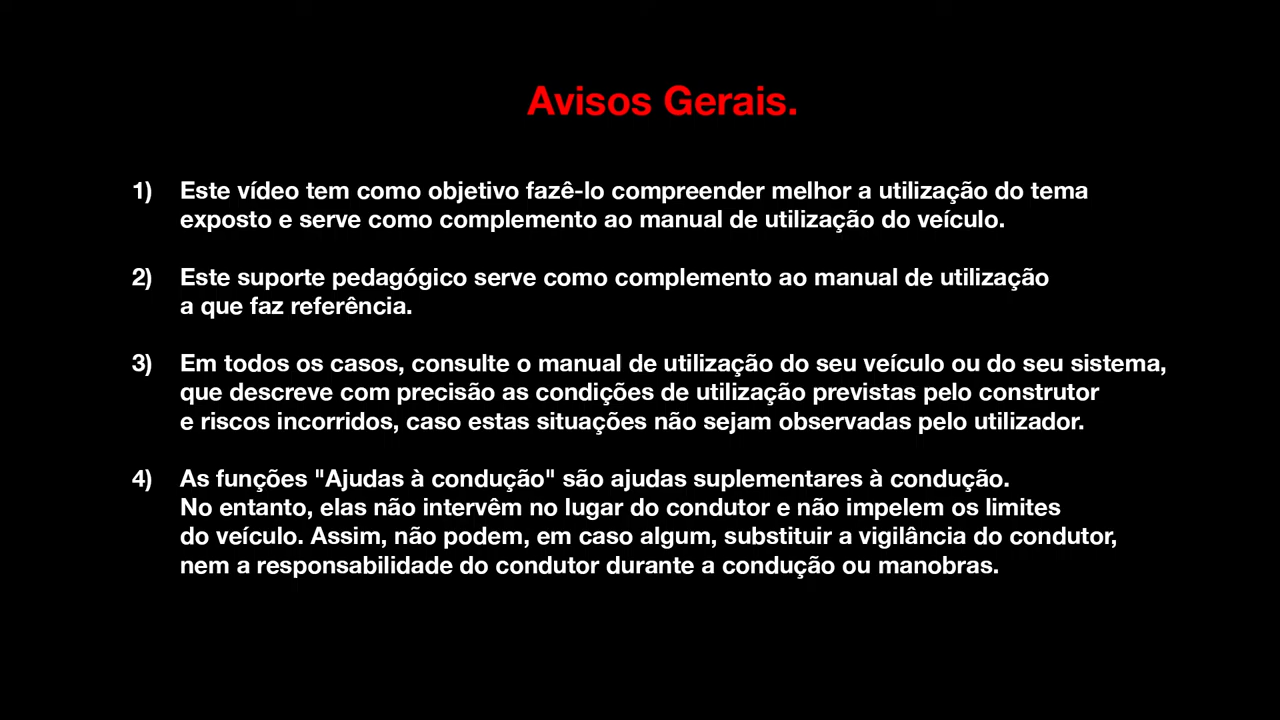 Avisos Gerais.
1) Este vídeo tem como objetivo fazê-lo compreender melhor a utilização do tema
exposto e serve como complemento ao manual de utilização do veículo.
2) Este suporte pedagógico serve como complemento ao manual de utilização
a que faz referência.
3) Em todos os casos, consulte o manual de utilização do seu veículo ou do seu sistema,
que descreve com precisão as condições de utilização previstas pelo construtor
e riscos incorridos, caso estas situações não sejam observadas pelo utilizador.
4) As funções "Ajudas à condução" são ajudas suplementares à condução.
No entanto, elas não intervêm no lugar do condutor e não impelem os limites
do veículo. Assim, não podem, em caso algum, substituir a vigilância do condutor,
nem a responsabilidade do condutor durante a condução ou manobras.